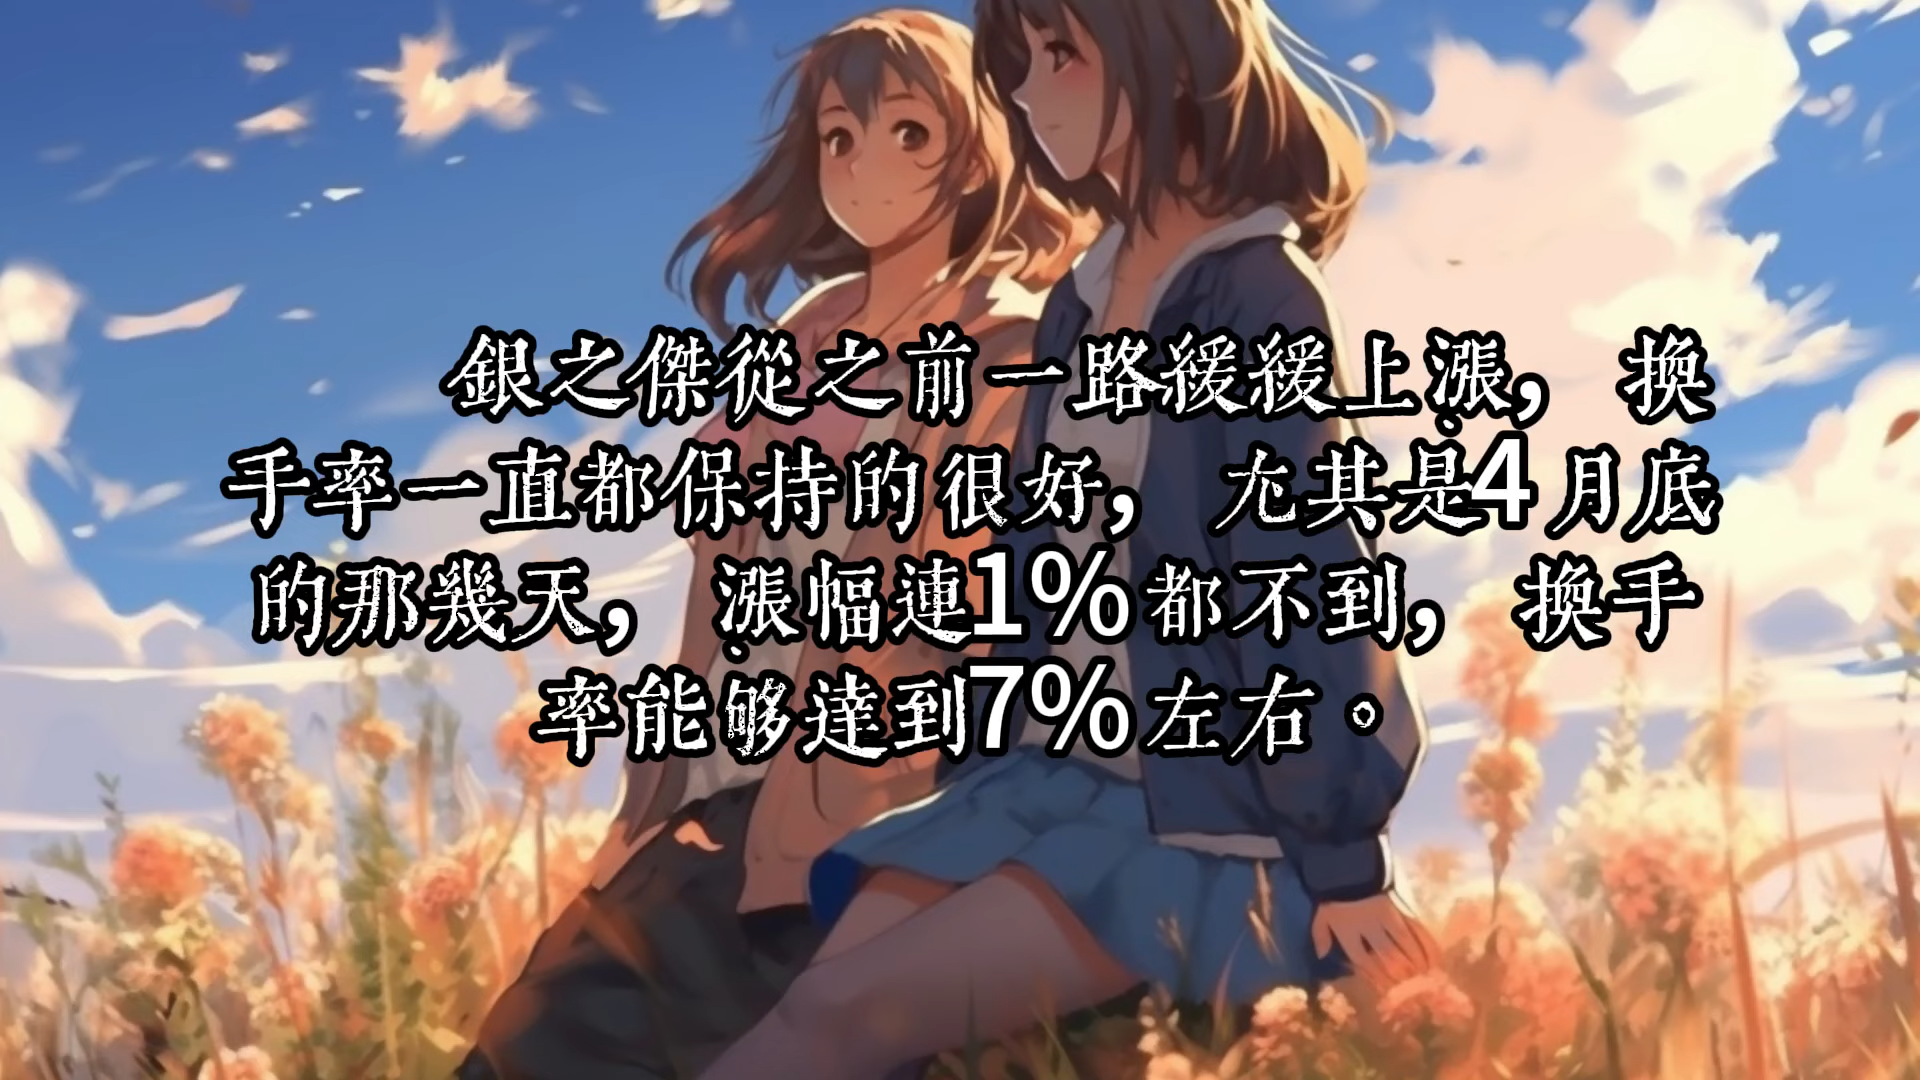 銀之傑從之前一路緩緩上漲，換
手率一直都保持的很好，尤其是4月底
的那幾天，漲幅連1%都不到，換手
率能够達到7%左右。